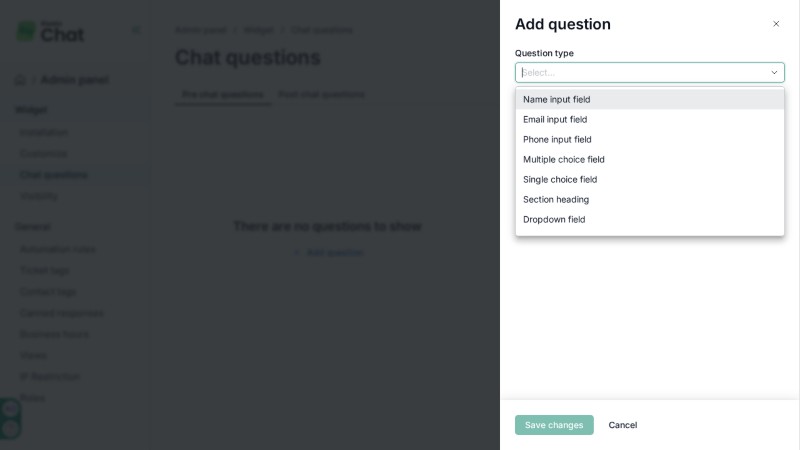 Chat
Admin panel / Widget / Chat questions
Add question
Chat questions
Question type
Select...
Admin panel
Pre chat questions Post chat questions
Name input field
Widget
Email input field
Installation
Phone input field
Customise
Multiple choice field
Chat questions
Single choice field
Visibility
Section heading
Dropdown field
General
There are no questions to show
Automation rules
+ Add question
Ticket tags
Contact tags
Canned responses
Business hours
Views
IP Restriction
Roles
Save changes Cancel